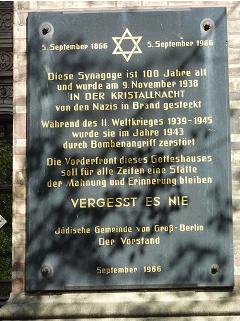 5. September 1866 5. September 1966
Diese Synagoge ist 100 Jahre alt
und wurde am 9. November 1938
IN DER KRISTALLNACHT
von den Nazis in Brand gesteckt
Während des II. Weltkrieges 1939-1945
wurde sie im Jahre 1943
durch Bombenangriff zerstört
Die Vorderfront dieses Gotteshauses
soll für alle Zeiten eine Stätte
der Mahnung und Erinnerung bleiben
VERGESST ES NIE
Jüdische Gemeinde von Groß-Berlin
Der Vorstand
September 1966